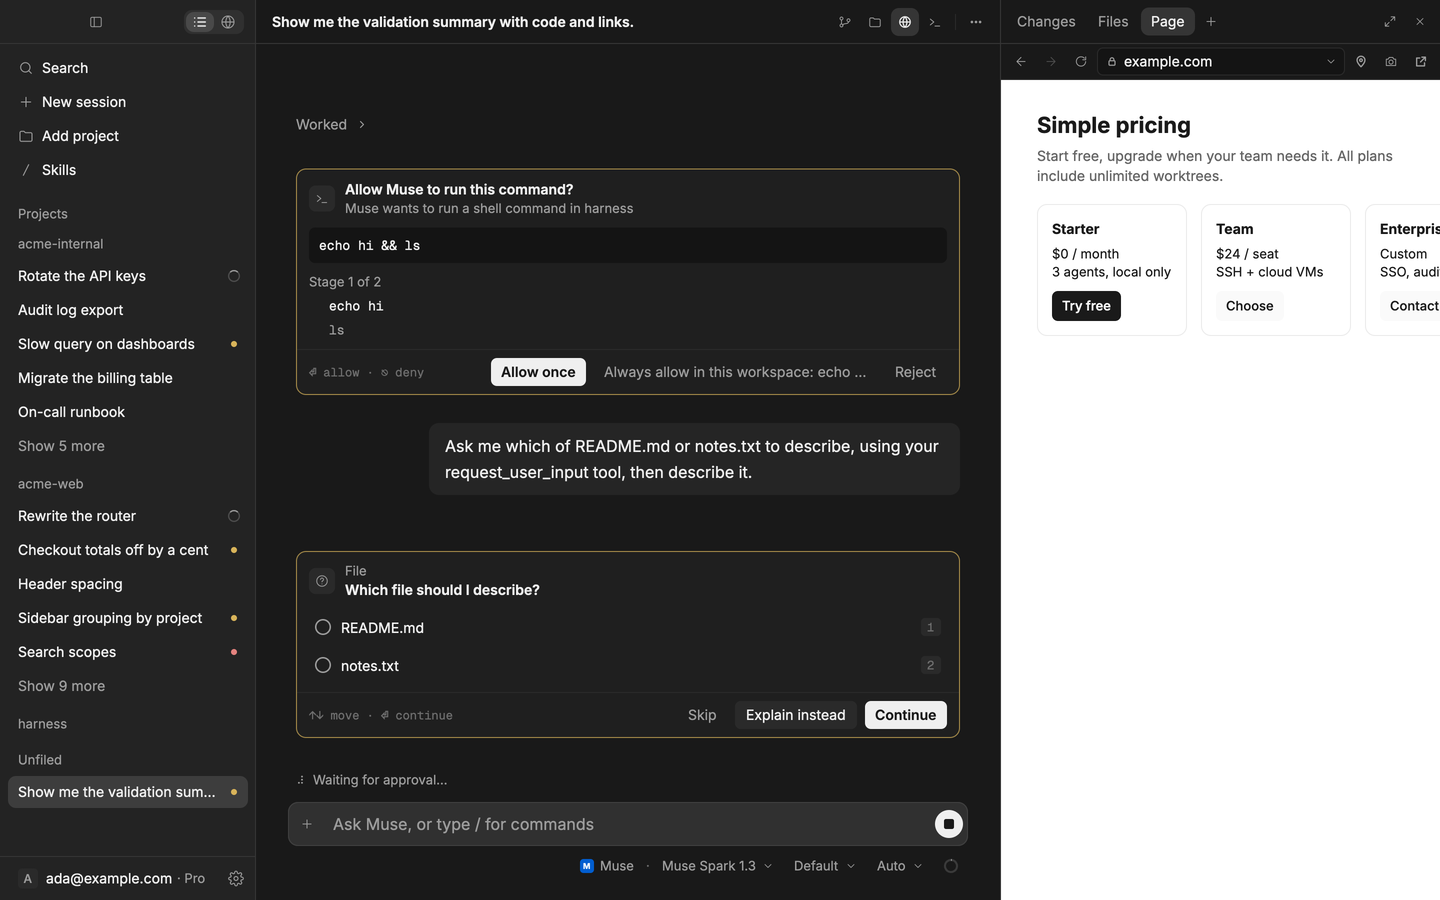 Search
New session
Add project
Skills
Projects
acme-internal
Rotate the API keys
Audit log export
Slow query on dashboards
Migrate the billing table
On-call runbook
Show 5 more
acme-web
Rewrite the router
Checkout totals off by a cent
Header spacing
Sidebar grouping by project
Search scopes
Show 9 more
harness
Unfiled
Show me the validation sum...
A ada@example.com · Pro
Show me the validation summary with code and links.
Worked
Allow Muse to run this command?
Muse wants to run a shell command in harness
echo hi && ls
Stage 1 of 2
echo hi
ls
allow · deny
Allow once
Always allow in this workspace: echo ...
Reject
Ask me which of README.md or notes.txt to describe, using your
request_user_input tool, then describe it.
File
Which file should I describe?
README.md 1
notes.txt 2
move · continue
Skip
Explain instead
Continue
Waiting for approval...
Ask Muse, or type / for commands
M Muse · Muse Spark 1.3
Default
Auto
Changes
Files
Page
example.com
Simple pricing
Start free, upgrade when your team needs it. All plans
include unlimited worktrees.
Starter
$0 / month
3 agents, local only
Try free
Team
$24 / seat
SSH + cloud VMs
Choose
Enterpris
Custom
SSO, audi
Contact